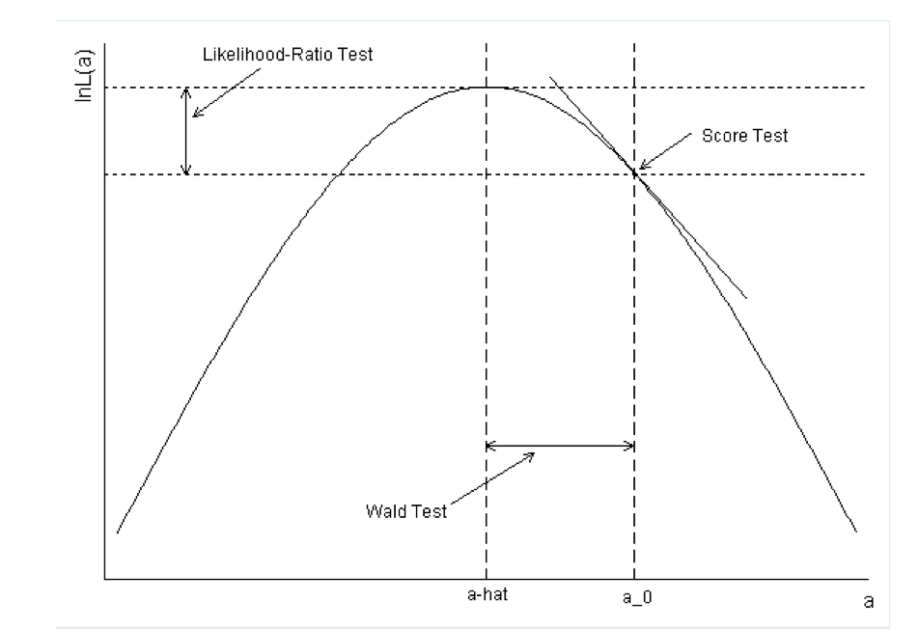 Likelihood-Ratio Test
lnL(a)
Score Test
Wald Test
a-hat
a_0
a